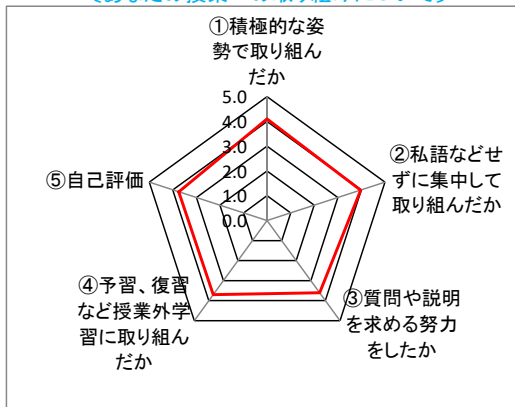 ①積極的な姿
勢で取り組ん
だか
5.0
4.0
3.0
2.0
1.0
0.0
②私語などせ
ずに集中して
取り組んだか
③質問や説明
を求める努力
をしたか
④予習、復習
など授業外学
習に取り組ん
だか
⑤自己評価